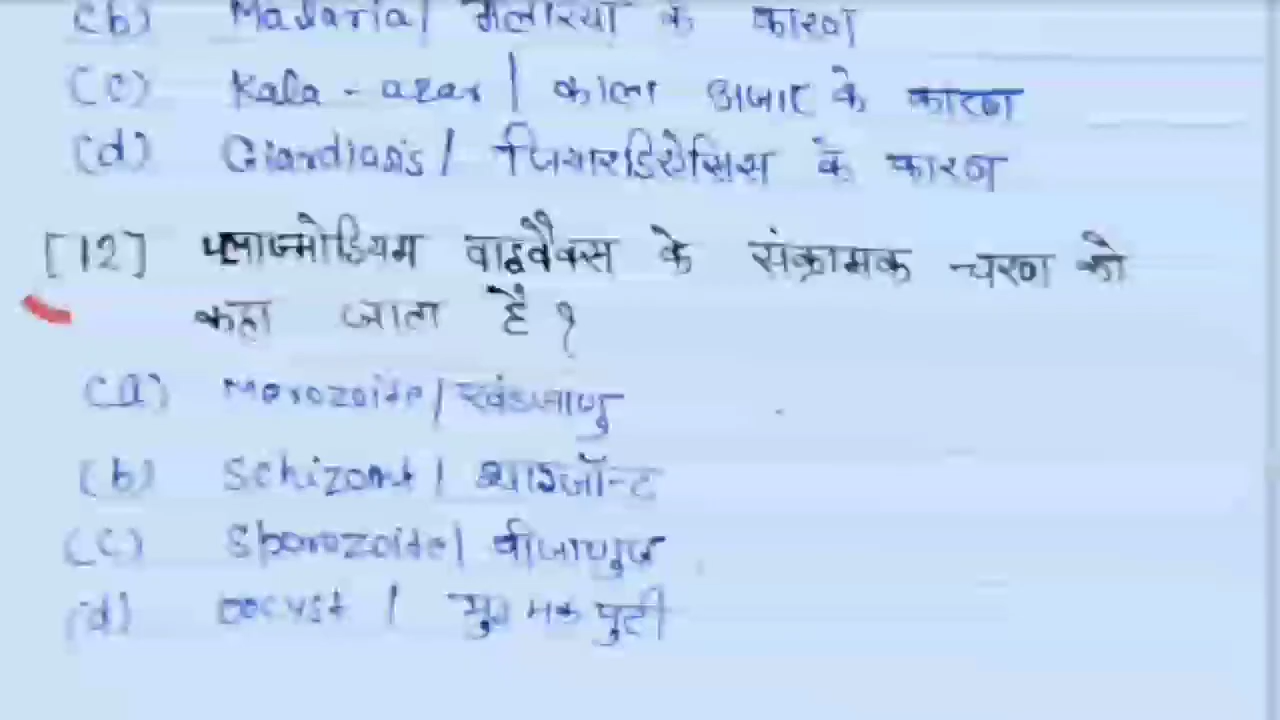 (b) Malaria / मलेरिया के कारण
(c) Kala - azar / काला अजार के कारण
(d) Giardiasis / जियारडिऐसिस के कारण
[12] प्लाज्मोडियम वाइवैक्स के संक्रामक चरण को
कहा जाता है ?
(a) Merozoite / खंडजाणु
(b) Schizont / शाइजॉन्ट
(c) Sporozoite / बीजाणुज
(d) oocyst / युग्मक पुटी